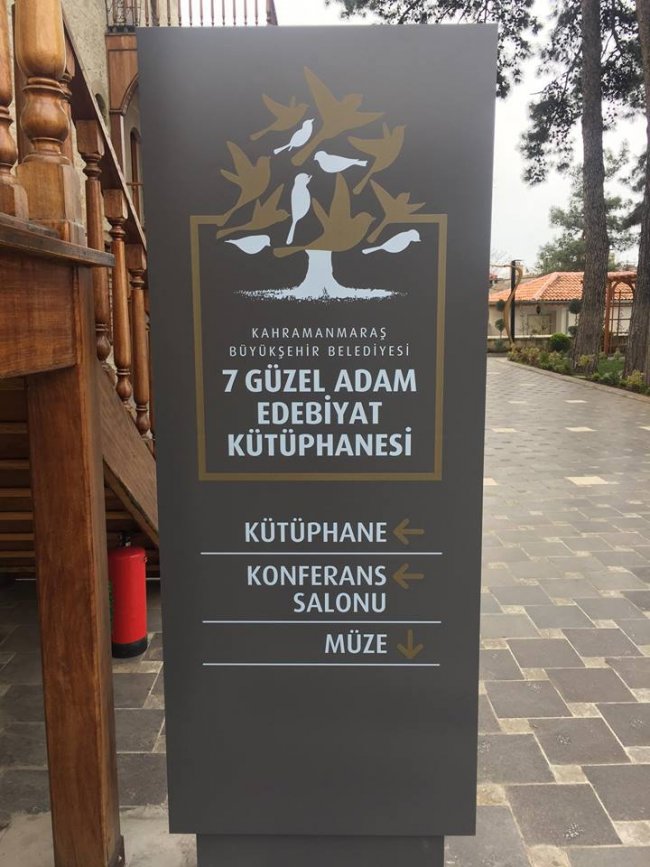 KAHRAMANMARAŞ
BÜYÜKŞEHİR BELEDİYESİ
7 GÜZEL ADAM
EDEBİYAT
KÜTÜPHANESİ
KÜTÜPHANE ←
KONFERANS ←
SALONU
MÜZE ↓